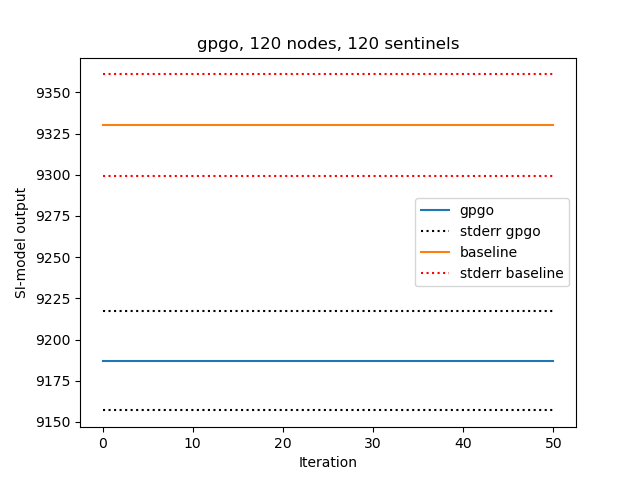 gpgo, 120 nodes, 120 sentinels
SI-model output
9350
9325
9300
9275
9250
9225
9200
9175
9150
gpgo
stderr gpgo
baseline
stderr baseline
0 10 20 30 40 50
Iteration